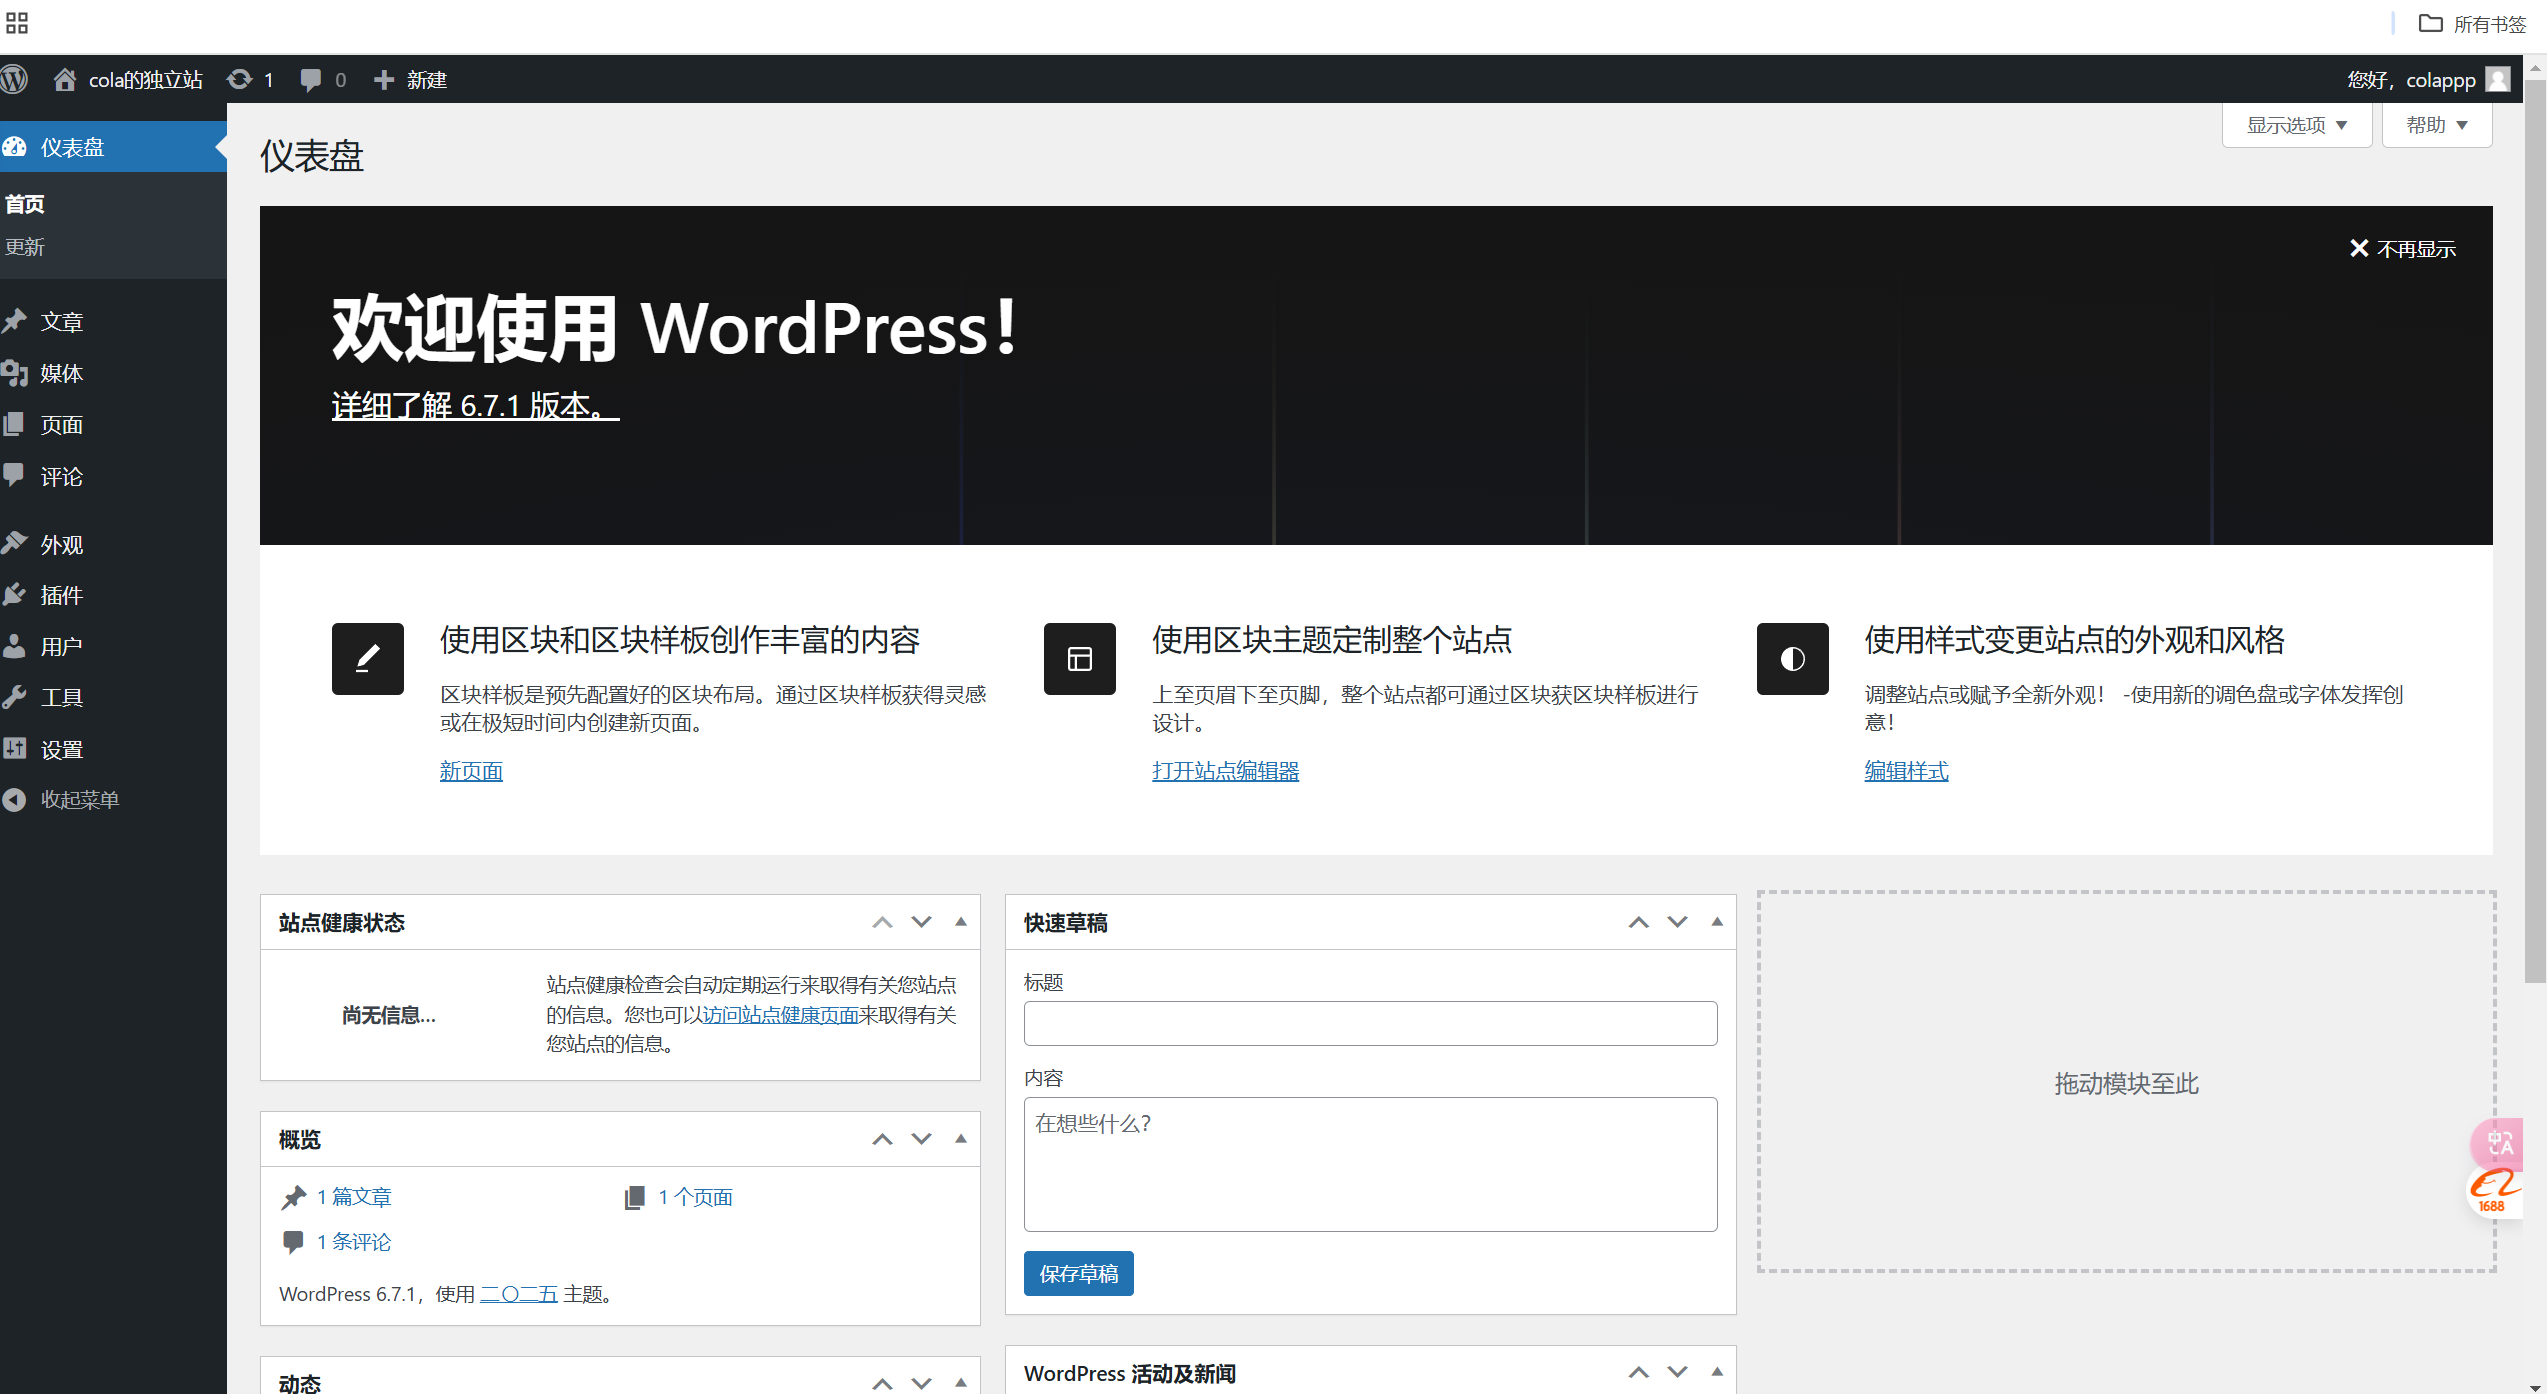 所有书签
cola的独立站
1
0
新建
您好，colappp
显示选项
帮助
仪表盘
首页
更新
文章
媒体
页面
评论
外观
插件
用户
工具
设置
收起菜单
仪表盘
不再显示
欢迎使用 WordPress！
详细了解 6.7.1 版本。
使用区块和区块样板创作丰富的内容
区块样板是预先配置好的区块布局。通过区块样板获得灵感
或在极短时间内创建新页面。
新页面
使用区块主题定制整个站点
上至页眉下至页脚，整个站点都可通过区块获区块样板进行
设计。
打开站点编辑器
使用样式变更站点的外观和风格
调整站点或赋予全新外观！ -使用新的调色盘或字体发挥创
意！
编辑样式
站点健康状态
尚无信息...
站点健康检查会自动定期运行来取得有关您站点
的信息。您也可以访问站点健康页面来取得有关
您站点的信息。
概览
1 篇文章
1 个页面
1 条评论
WordPress 6.7.1，使用 二〇二五 主题。
动态
快速草稿
标题
内容
在想些什么？
保存草稿
WordPress 活动及新闻
拖动模块至此
中A
1688